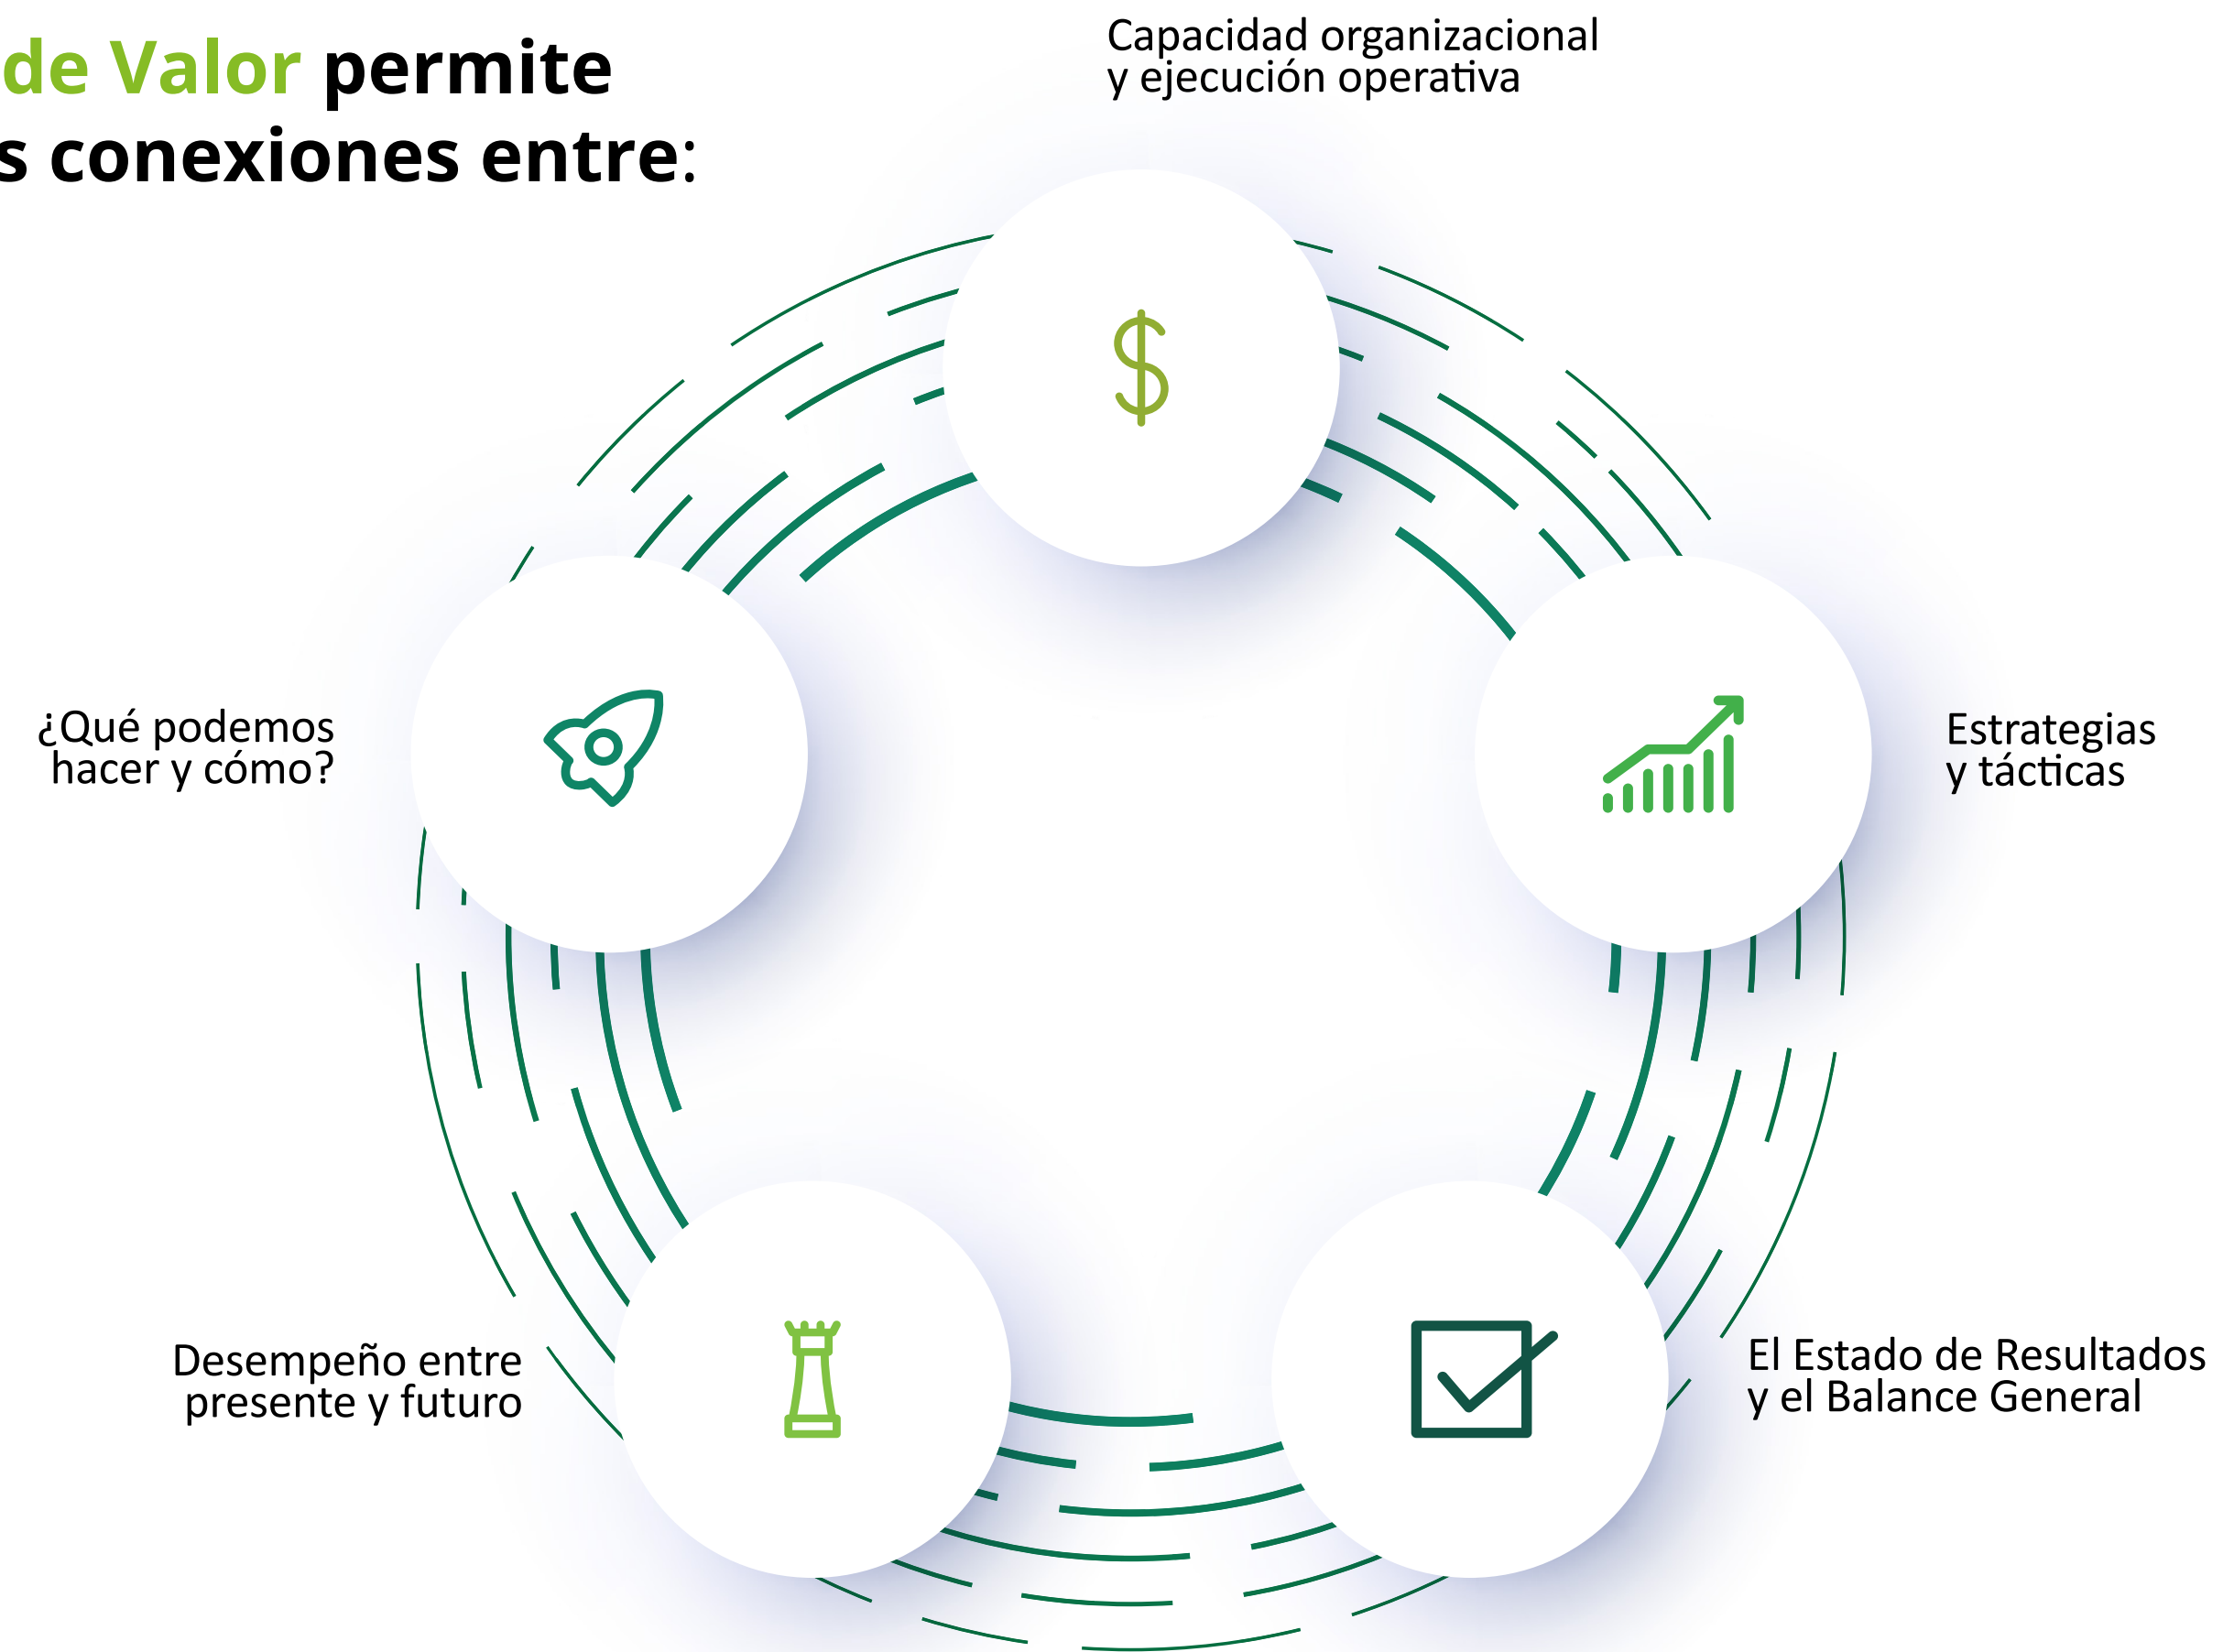 de Valor permite
s conexiones entre:
Capacidad organizacional
y ejecución operativa
¿Qué podemos
hacer y cómo?
Estrategias
y tácticas
Desempeño entre
presente y futuro
El Estado de Resultados
y el Balance General